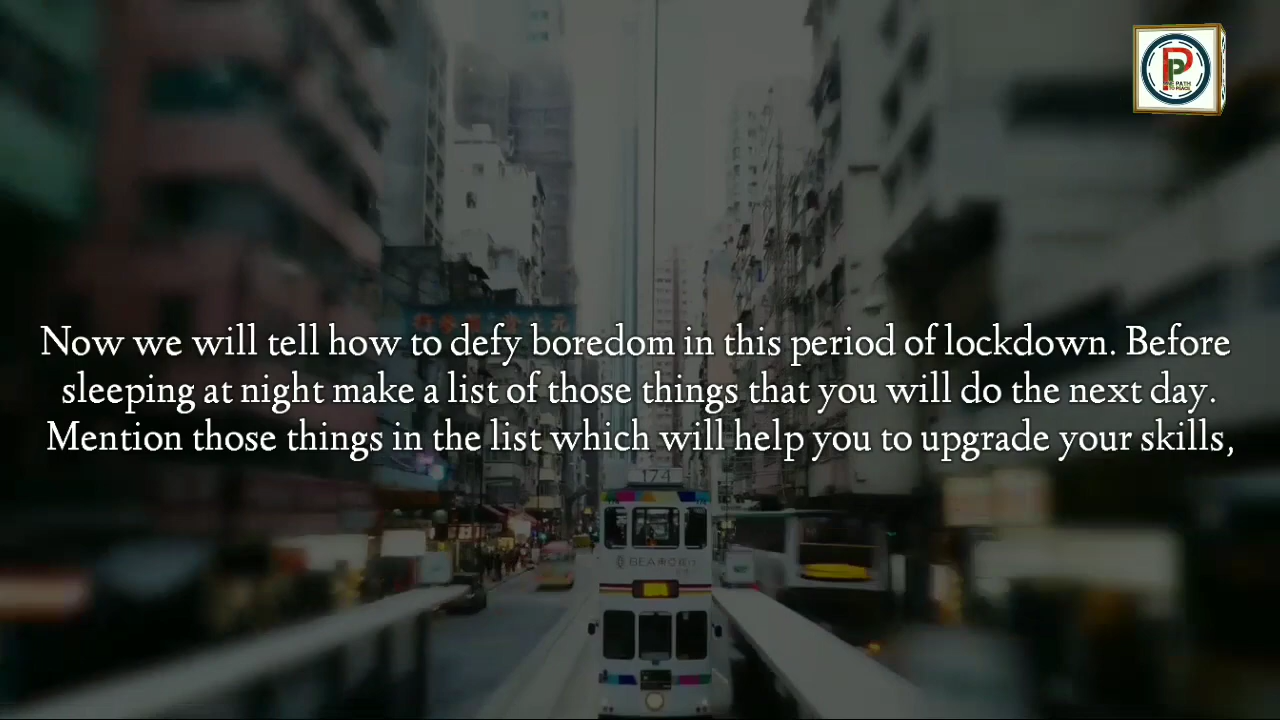 Now we will tell how to defy boredom in this period of lockdown. Before
sleeping at night make a list of those things that you will do the next day.
Mention those things in the list which will help you to upgrade your skills,
174